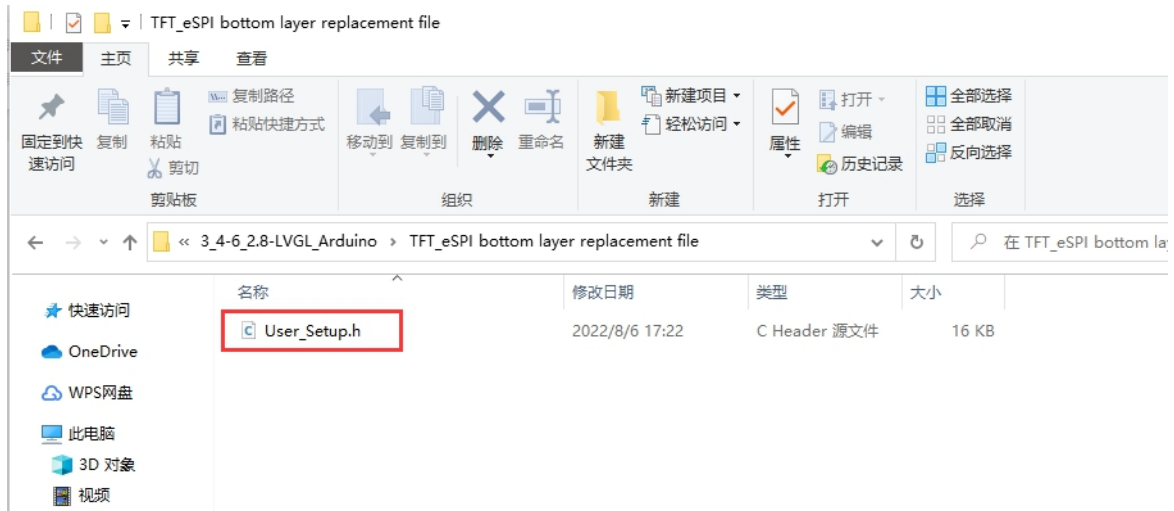 TFT_eSPI bottom layer replacement file
文件 主页 共享 查看
固定到快速访问
复制
粘贴
复制路径
粘贴快捷方式
剪切
剪贴板
移动到 复制到 删除 重命名
组织
新建项目
轻松访问
新建
文件夹
新建
属性
打开
编辑
历史记录
打开
全部选择
全部取消
反向选择
选择
« 3_4-6_2.8-LVGL_Arduino › TFT_eSPI bottom layer replacement file
在 TFT_eSPI bottom la
名称 修改日期 类型 大小
User_Setup.h 2022/8/6 17:22 C Header 源文件 16 KB
快速访问
OneDrive
WPS网盘
此电脑
3D 对象
视频